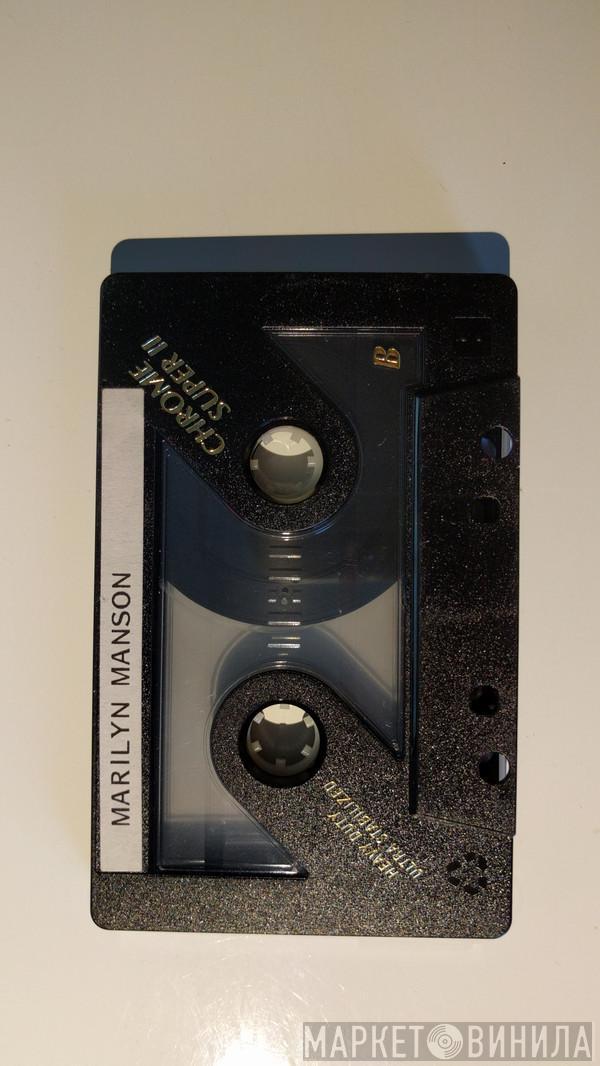 CHROME
SUPER II
B
MARILYN MANSON
HEAVY DUTY
ULTRA STABILIZED
МАРКЕТ ВИНИЛА